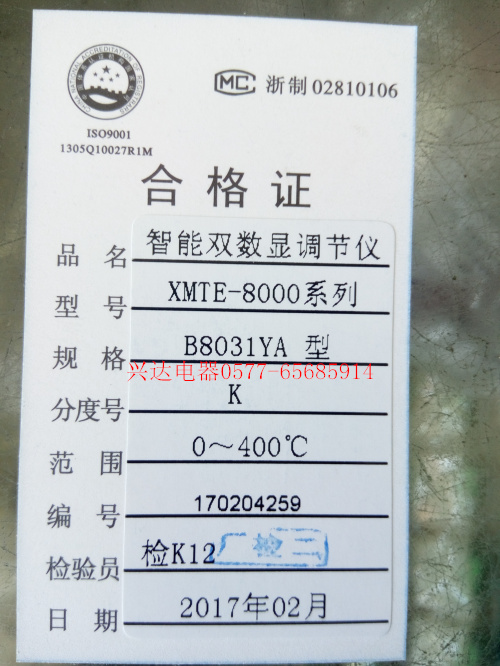 MC 浙制 02810106
ISO9001
1305Q10027R1M
合格证
品名 智能双数显调节仪
型号 XMTE-8000系列
规格 B8031YA 型
兴达电器0577-65685914
分度号 K
范围 0～400℃
编号 170204259
检验员 检K12
日期 2017年02月